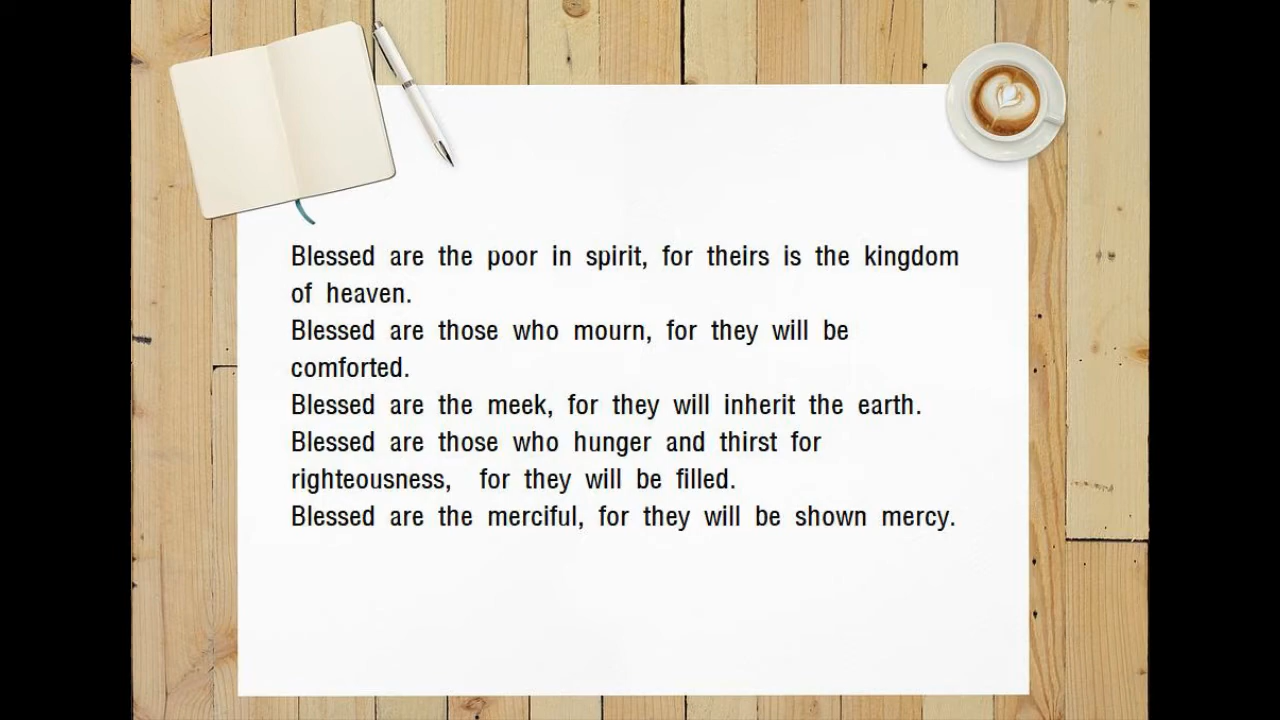 Blessed are the poor in spirit, for theirs is the kingdom
of heaven.
Blessed are those who mourn, for they will be
comforted.
Blessed are the meek, for they will inherit the earth.
Blessed are those who hunger and thirst for
righteousness,  for they will be filled.
Blessed are the merciful, for they will be shown mercy.